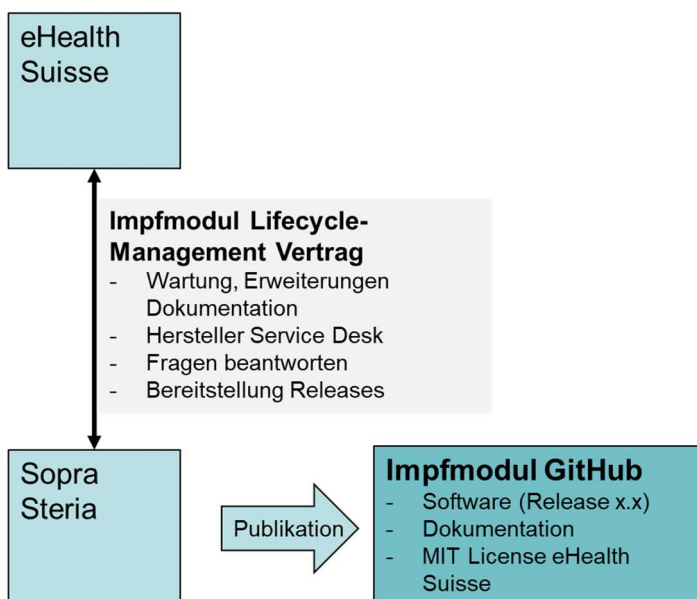 eHealth
Suisse
Impfmodul Lifecycle-
Management Vertrag
- Wartung, Erweiterungen
Dokumentation
- Hersteller Service Desk
- Fragen beantworten
- Bereitstellung Releases
Sopra
Steria
Publikation
Impfmodul GitHub
- Software (Release x.x)
- Dokumentation
- MIT License eHealth
Suisse